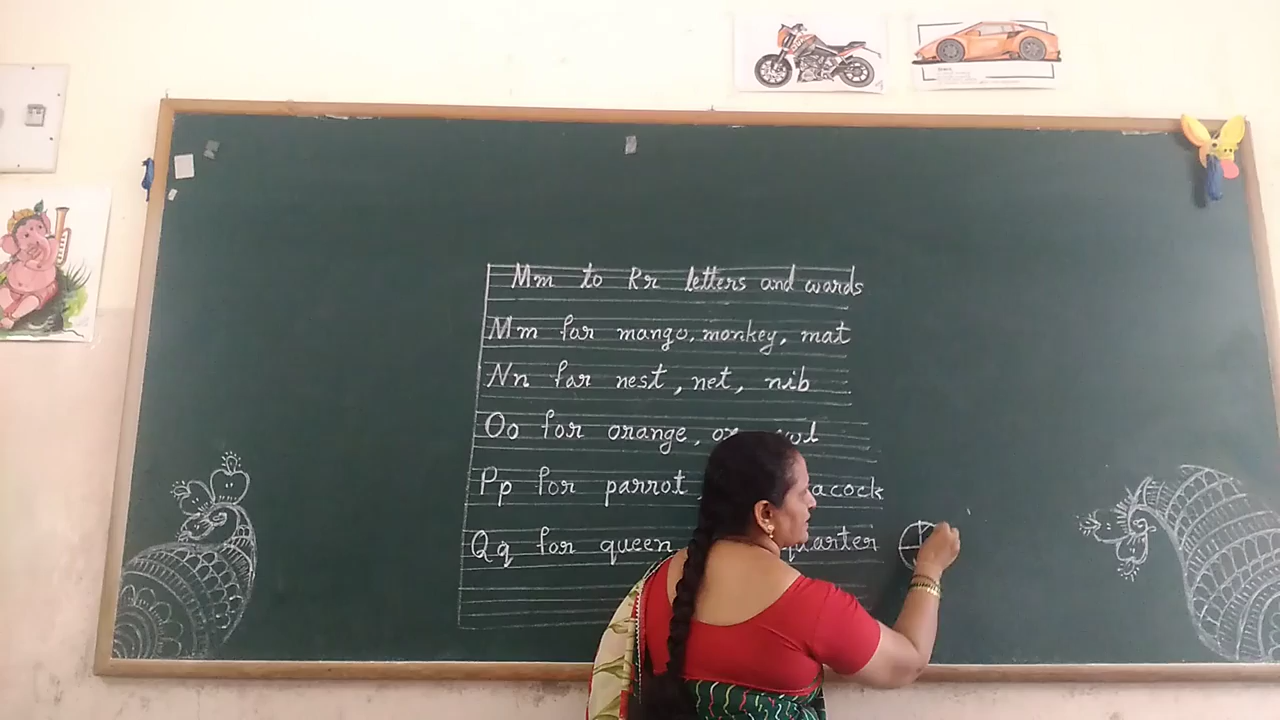 Mm to Rr letters and words
Mm for mango, monkey, mat
Nn for nest, net, nib
Oo for orange, owl
Pp for parrot,
Qq for queen quarter